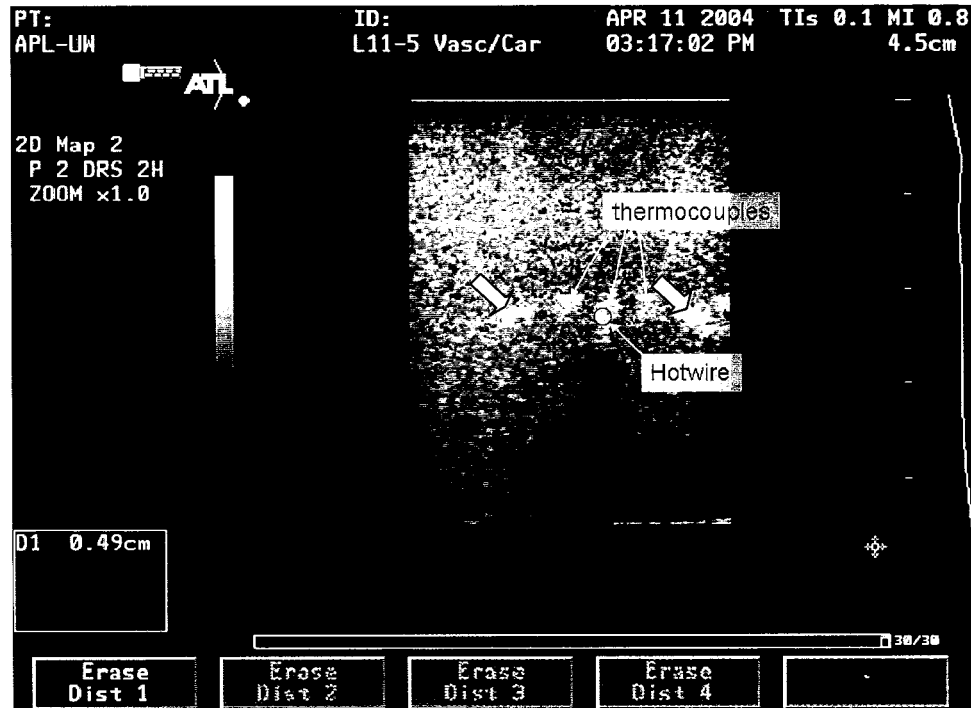 PT:
ID:
APR 11 2004 TIs 0.1 MI 0.8
APL-UW
L11-5 Vasc/Car
03:17:02 PM
4.5cm
ATL
2D Map 2
P 2 DRS 2H
ZOOM ×1.0
thermocouples
Hotwire
D1 0.49cm
30/30
Erase
Dist 1
Erase
Dist 2
Erase
Dist 3
Erase
Dist 4